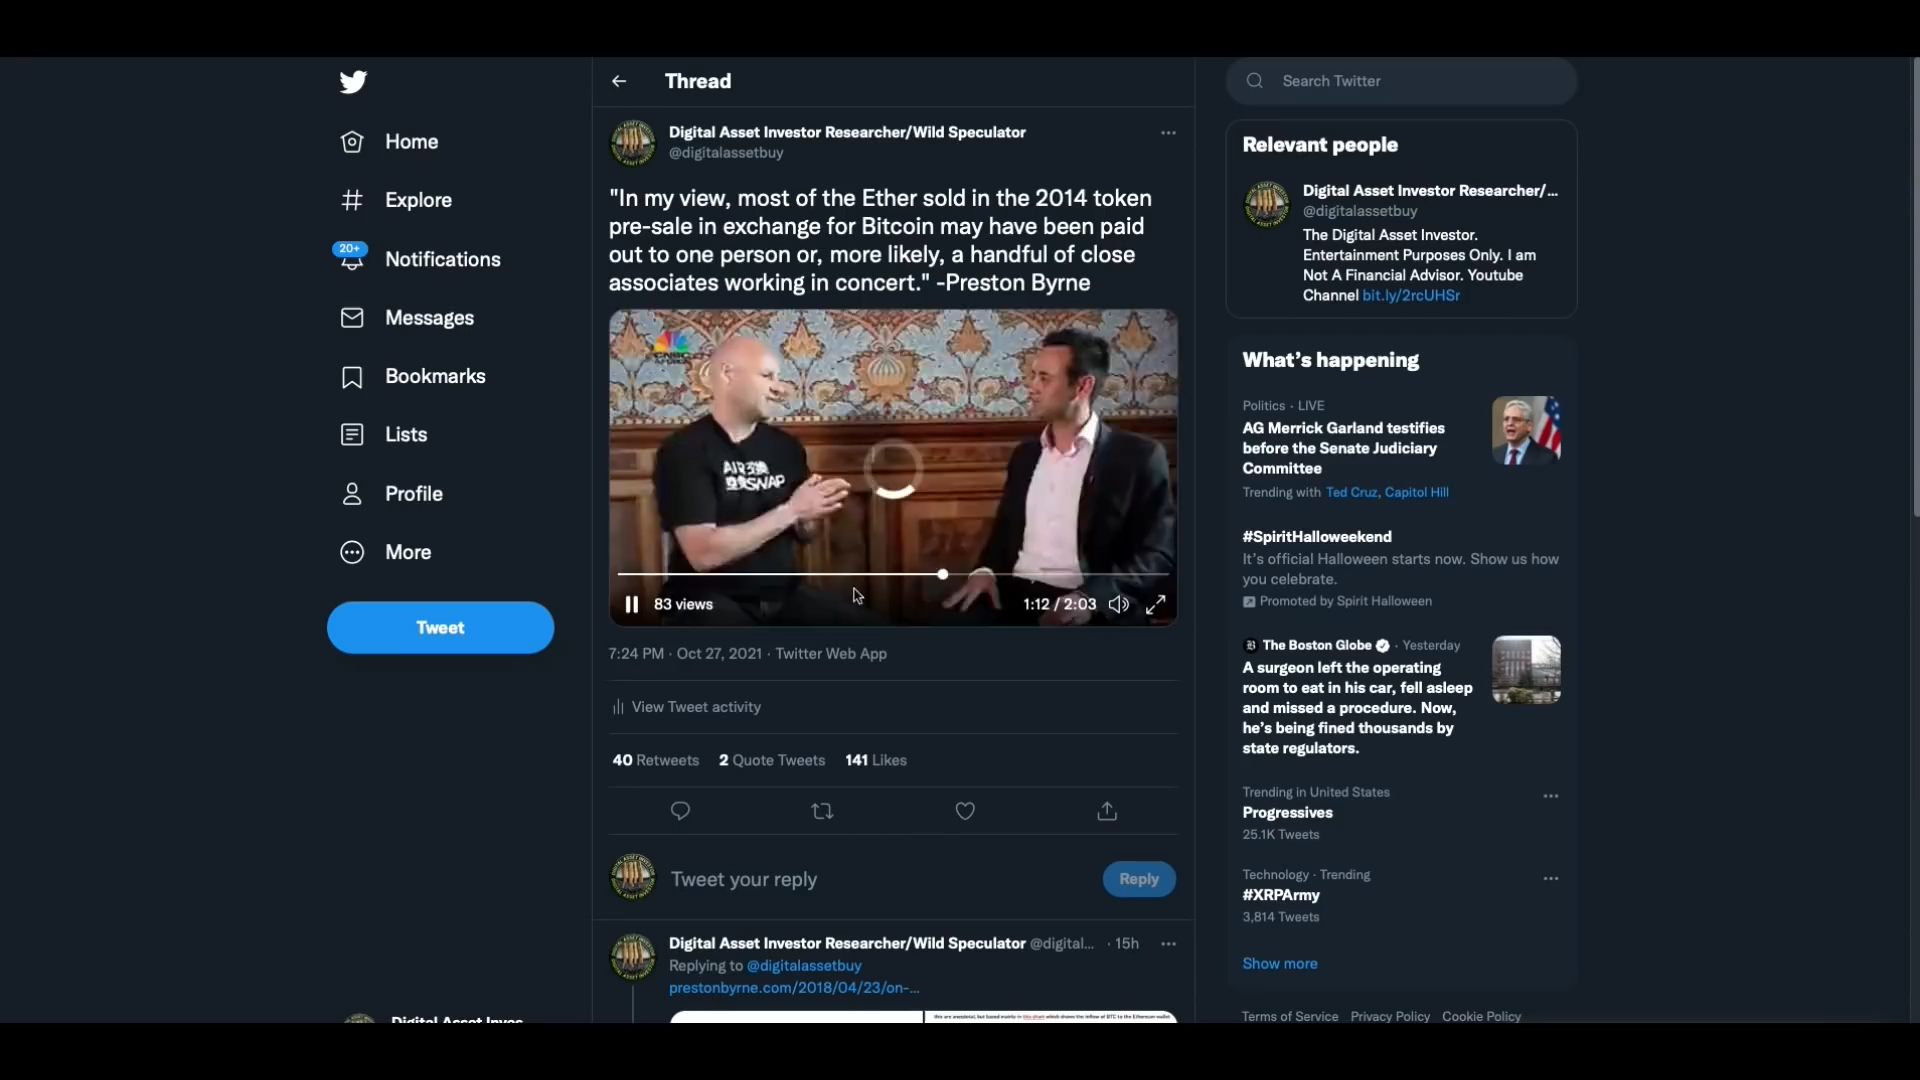 Home
Explore
20+
Notifications
Messages
Bookmarks
Lists
Profile
More
Tweet
Thread
Digital Asset Investor Researcher/Wild Speculator
@digitalassetbuy
"In my view, most of the Ether sold in the 2014 token
pre-sale in exchange for Bitcoin may have been paid
out to one person or, more likely, a handful of close
associates working in concert." -Preston Byrne
CNBC
AIR
SWAP
83 views
1:12 / 2:03
7:24 PM · Oct 27, 2021 · Twitter Web App
View Tweet activity
40 Retweets 2 Quote Tweets 141 Likes
Tweet your reply
Reply
Digital Asset Investor Researcher/Wild Speculator @digital... · 15h
Replying to @digitalassetbuy
prestonbyrne.com/2018/04/23/on-...
Search Twitter
Relevant people
Digital Asset Investor Researcher/...
@digitalassetbuy
The Digital Asset Investor.
Entertainment Purposes Only. I am
Not A Financial Advisor. Youtube
Channel bit.ly/2rcUHSr
What's happening
Politics · LIVE
AG Merrick Garland testifies
before the Senate Judiciary
Committee
Trending with Ted Cruz, Capitol Hill
#SpiritHalloweekend
It's official Halloween starts now. Show us how
you celebrate.
Promoted by Spirit Halloween
The Boston Globe · Yesterday
A surgeon left the operating
room to eat in his car, fell asleep
and missed a procedure. Now,
he's being fined thousands by
state regulators.
Trending in United States
Progressives
25.1K Tweets
Technology · Trending
#XRPArmy
3,814 Tweets
Show more
Terms of Service Privacy Policy Cookie Policy